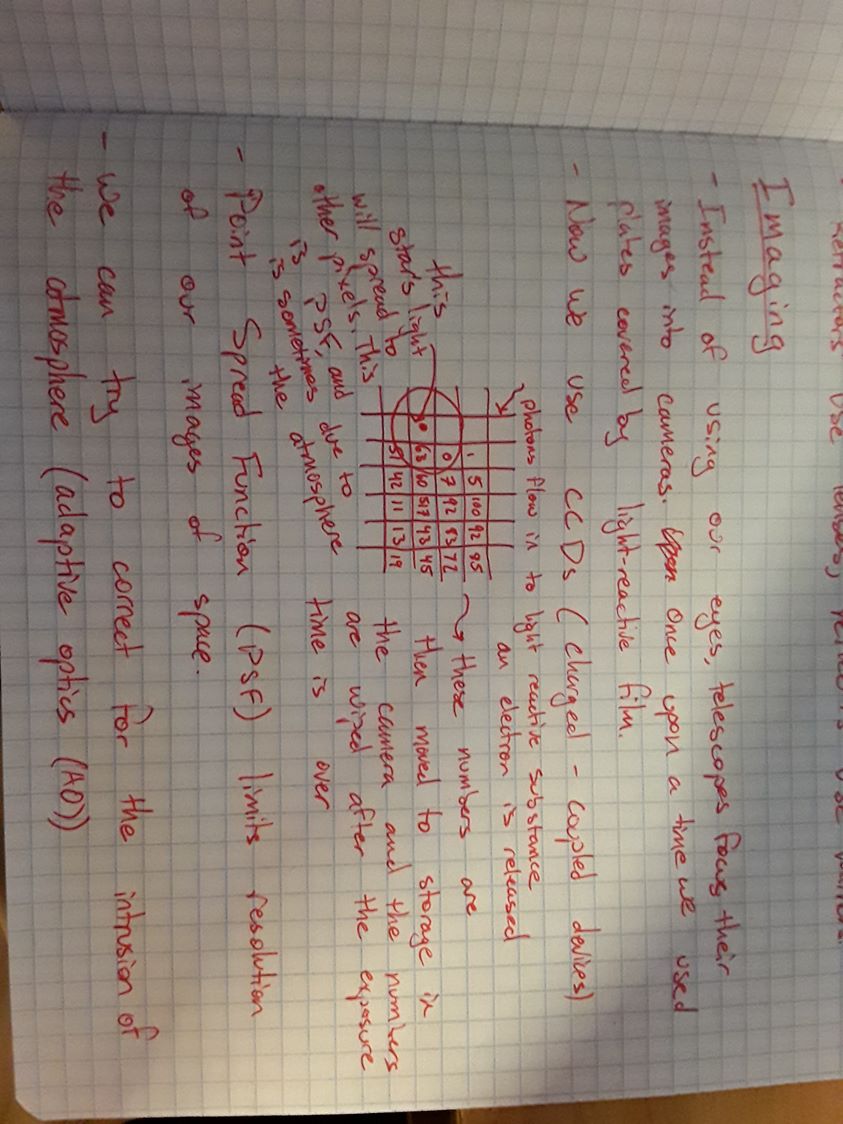 Refractors use lenses, reflectors use mirrors.
Imaging
- Instead of using our eyes, telescopes focus their
images into cameras. Once upon a time we used
plates covered by light-reactive film.
- Now we use CCDs (charged-coupled devices)
photons flow in to light reactive substance
an electron is released
1 5 100 92 85
0 7 92 83 72
63 60 57 43 45
51 42 11 13 19
this
star's light
will spread to
other pixels. this
is PSF, and
is sometimes due to
the atmosphere
these numbers are
then moved to storage in
the camera and the numbers
are wiped after the exposure
time is over
- Point Spread Function (PSF) limits resolution
of our images of space.
- we can try to correct for the intrusion of
the atmosphere (adaptive optics (AO))